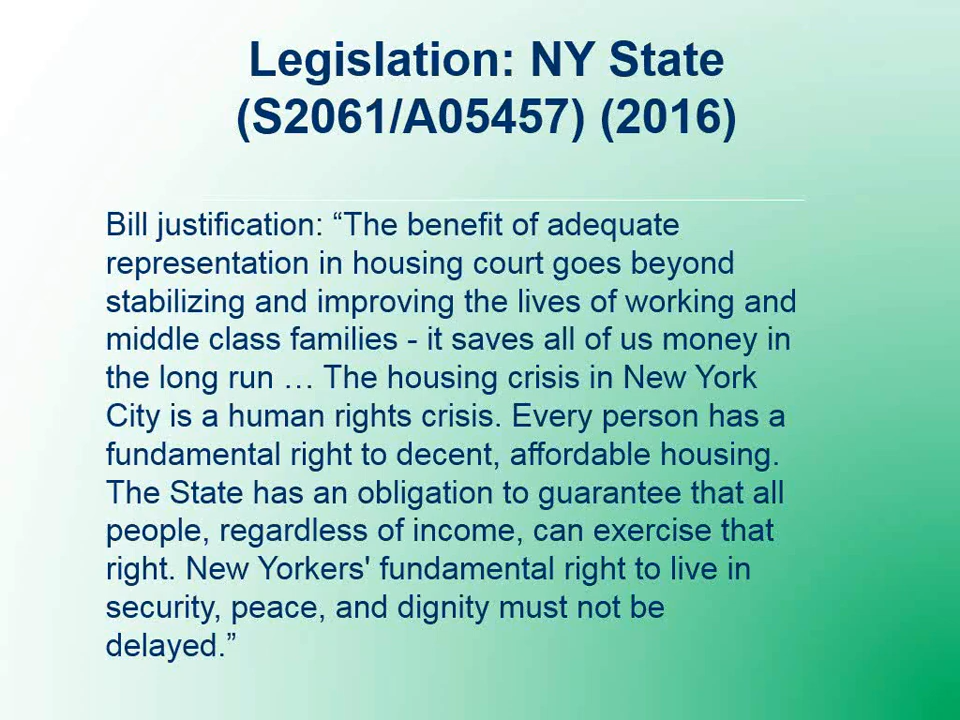 Legislation: NY State
(S2061/A05457) (2016)
Bill justification: “The benefit of adequate
representation in housing court goes beyond
stabilizing and improving the lives of working and
middle class families - it saves all of us money in
the long run … The housing crisis in New York
City is a human rights crisis. Every person has a
fundamental right to decent, affordable housing.
The State has an obligation to guarantee that all
people, regardless of income, can exercise that
right. New Yorkers' fundamental right to live in
security, peace, and dignity must not be
delayed.”